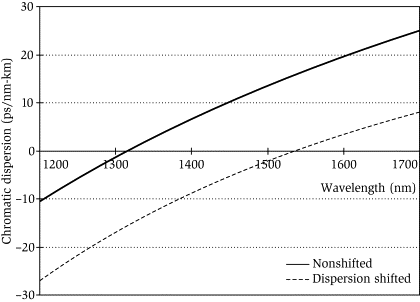 30
20
10
0
−10
−20
−30
Chromatic dispersion (ps/nm-km)
1200 1300 1400 1500 1600 1700
Wavelength (nm)
Nonshifted
Dispersion shifted